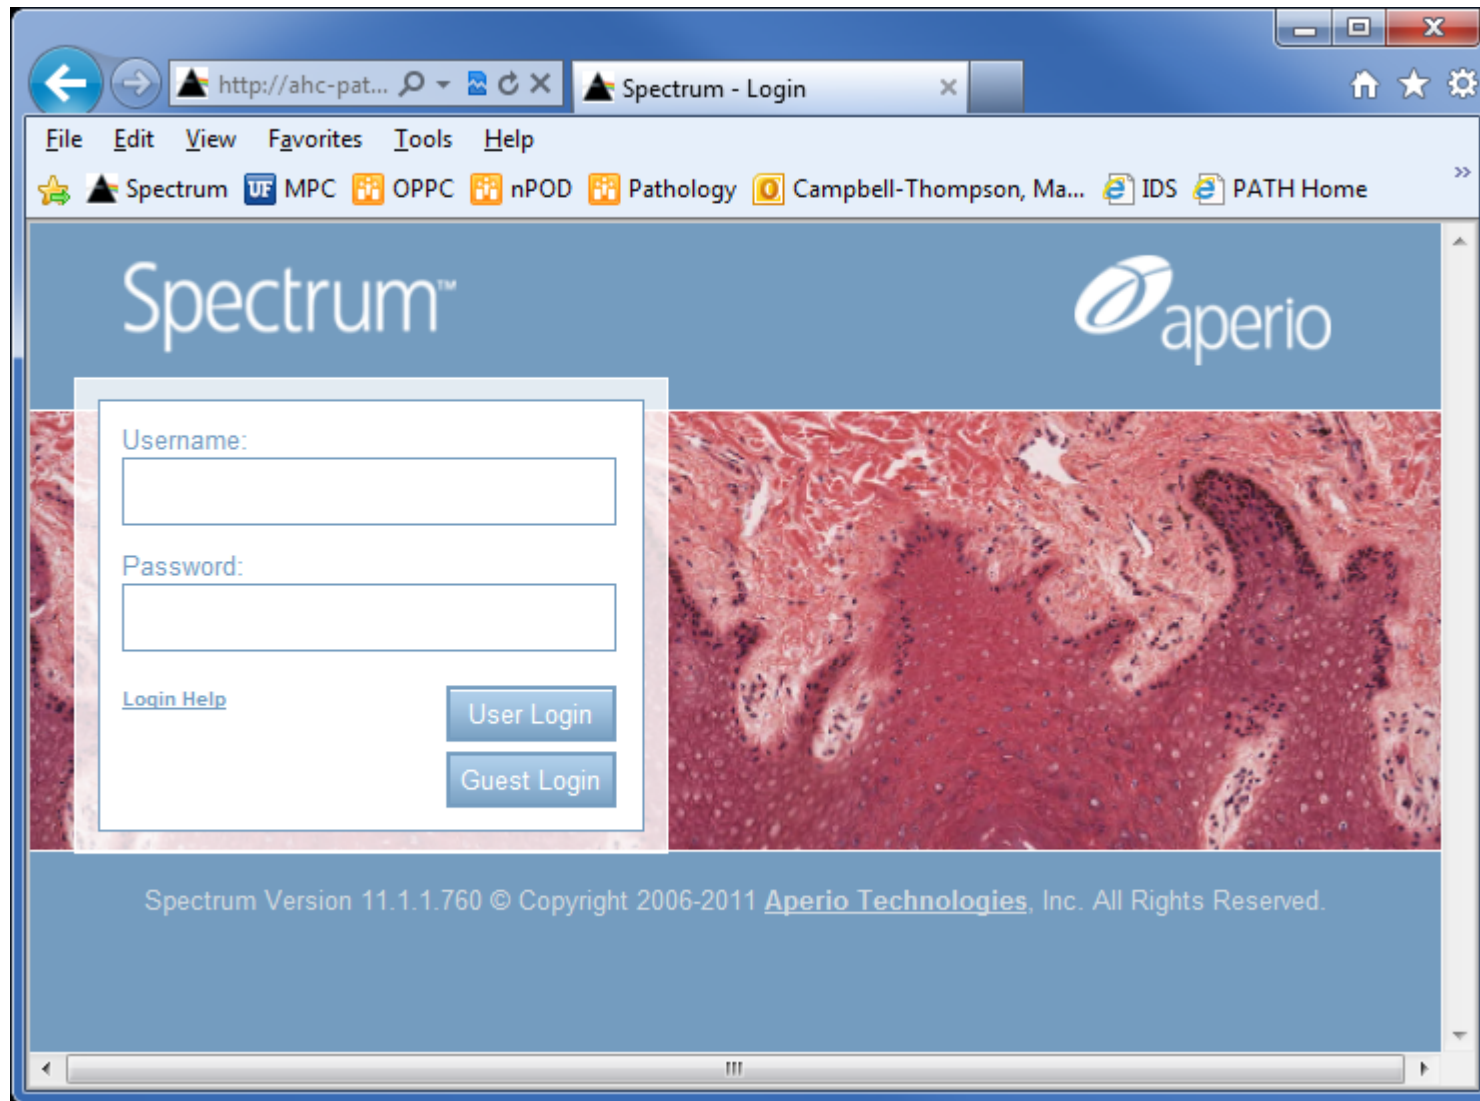 http://ahc-pat...
Spectrum - Login
File Edit View Favorites Tools Help
Spectrum UF MPC OPPC nPOD Pathology Campbell-Thompson, Ma... IDS PATH Home
Spectrum™
aperio
Username:
Password:
Login Help
User Login
Guest Login
Spectrum Version 11.1.1.760 © Copyright 2006-2011 Aperio Technologies, Inc. All Rights Reserved.